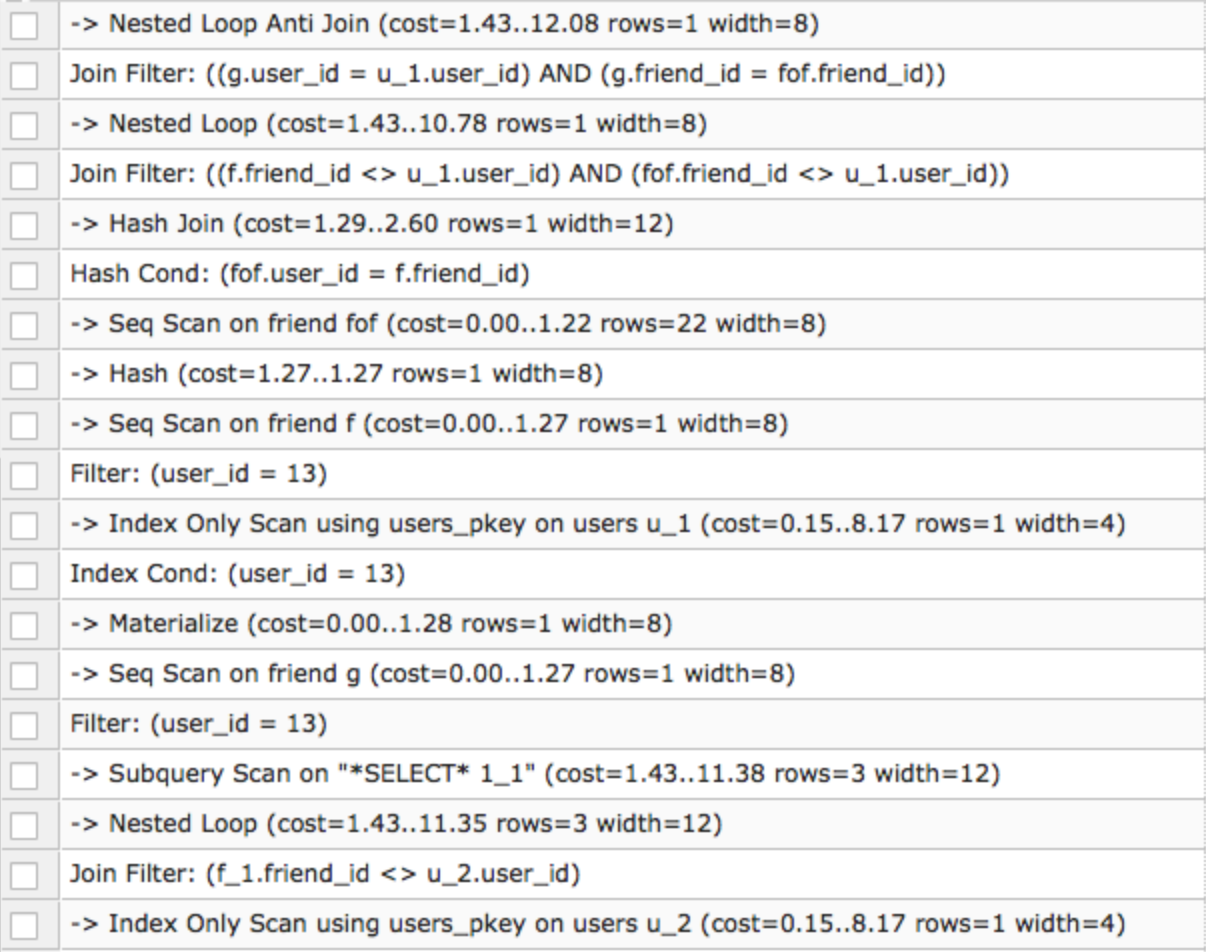 -> Nested Loop Anti Join (cost=1.43..12.08 rows=1 width=8)
Join Filter: ((g.user_id = u_1.user_id) AND (g.friend_id = fof.friend_id))
-> Nested Loop (cost=1.43..10.78 rows=1 width=8)
Join Filter: ((f.friend_id <> u_1.user_id) AND (fof.friend_id <> u_1.user_id))
-> Hash Join (cost=1.29..2.60 rows=1 width=12)
Hash Cond: (fof.user_id = f.friend_id)
-> Seq Scan on friend fof (cost=0.00..1.22 rows=22 width=8)
-> Hash (cost=1.27..1.27 rows=1 width=8)
-> Seq Scan on friend f (cost=0.00..1.27 rows=1 width=8)
Filter: (user_id = 13)
-> Index Only Scan using users_pkey on users u_1 (cost=0.15..8.17 rows=1 width=4)
Index Cond: (user_id = 13)
-> Materialize (cost=0.00..1.28 rows=1 width=8)
-> Seq Scan on friend g (cost=0.00..1.27 rows=1 width=8)
Filter: (user_id = 13)
-> Subquery Scan on "*SELECT* 1_1" (cost=1.43..11.38 rows=3 width=12)
-> Nested Loop (cost=1.43..11.35 rows=3 width=12)
Join Filter: (f_1.friend_id <> u_2.user_id)
-> Index Only Scan using users_pkey on users u_2 (cost=0.15..8.17 rows=1 width=4)